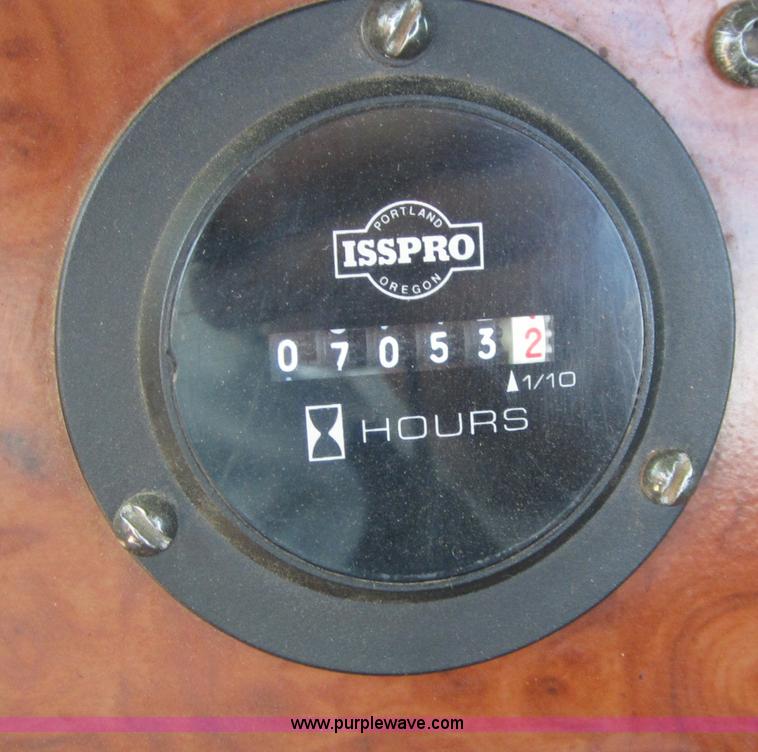 PORTLAND
ISSPRO
OREGON
070532
1/10
HOURS
www.purplewave.com